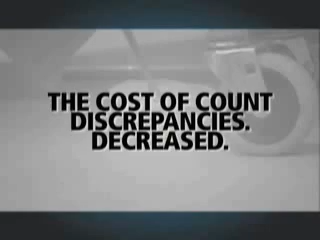 THE COST OF COUNT
DISCREPANCIES.
DECREASED.